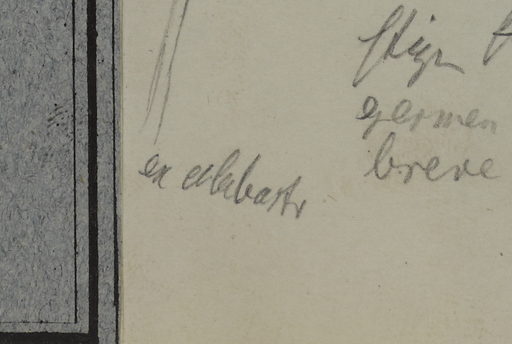 germen
breve
ex alabastr